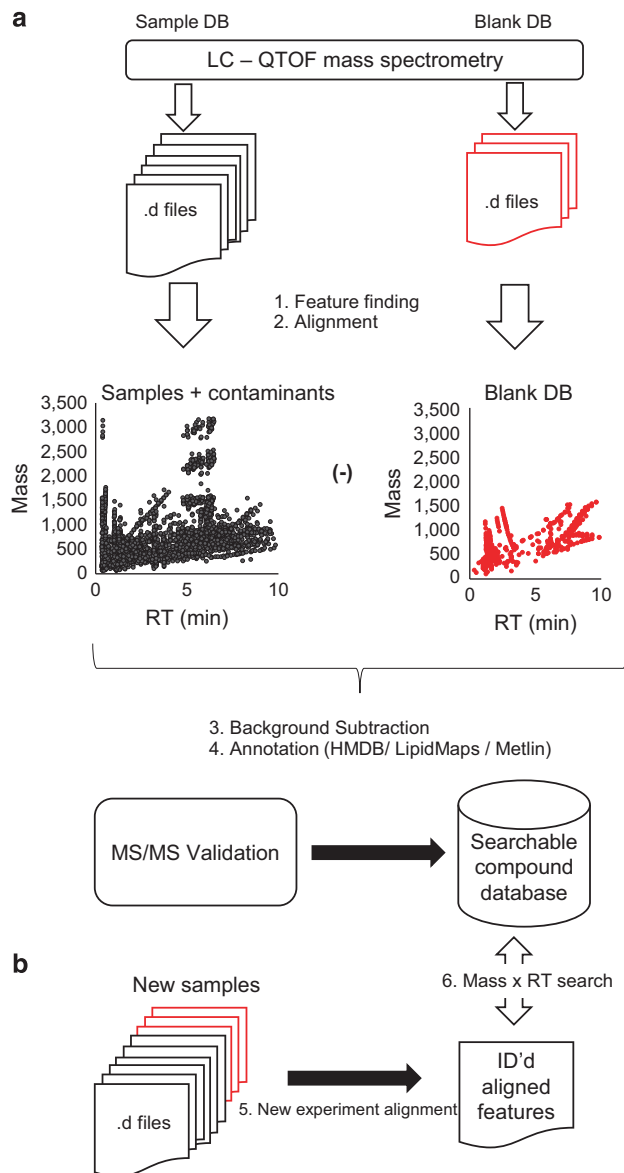 a
Sample DB
Blank DB
LC – QTOF mass spectrometry
.d files
.d files
1. Feature finding
2. Alignment
Samples + contaminants
3,500
3,000
2,500
2,000
1,500
1,000
500
0
Mass
0
5
10
RT (min)
(-)
Blank DB
3,500
3,000
2,500
2,000
1,500
1,000
500
0
Mass
0
5
10
RT (min)
3. Background Subtraction
4. Annotation (HMDB/ LipidMaps / Metlin)
MS/MS Validation
Searchable
compound
database
b
New samples
.d files
5. New experiment alignment
6. Mass x RT search
ID'd
aligned
features